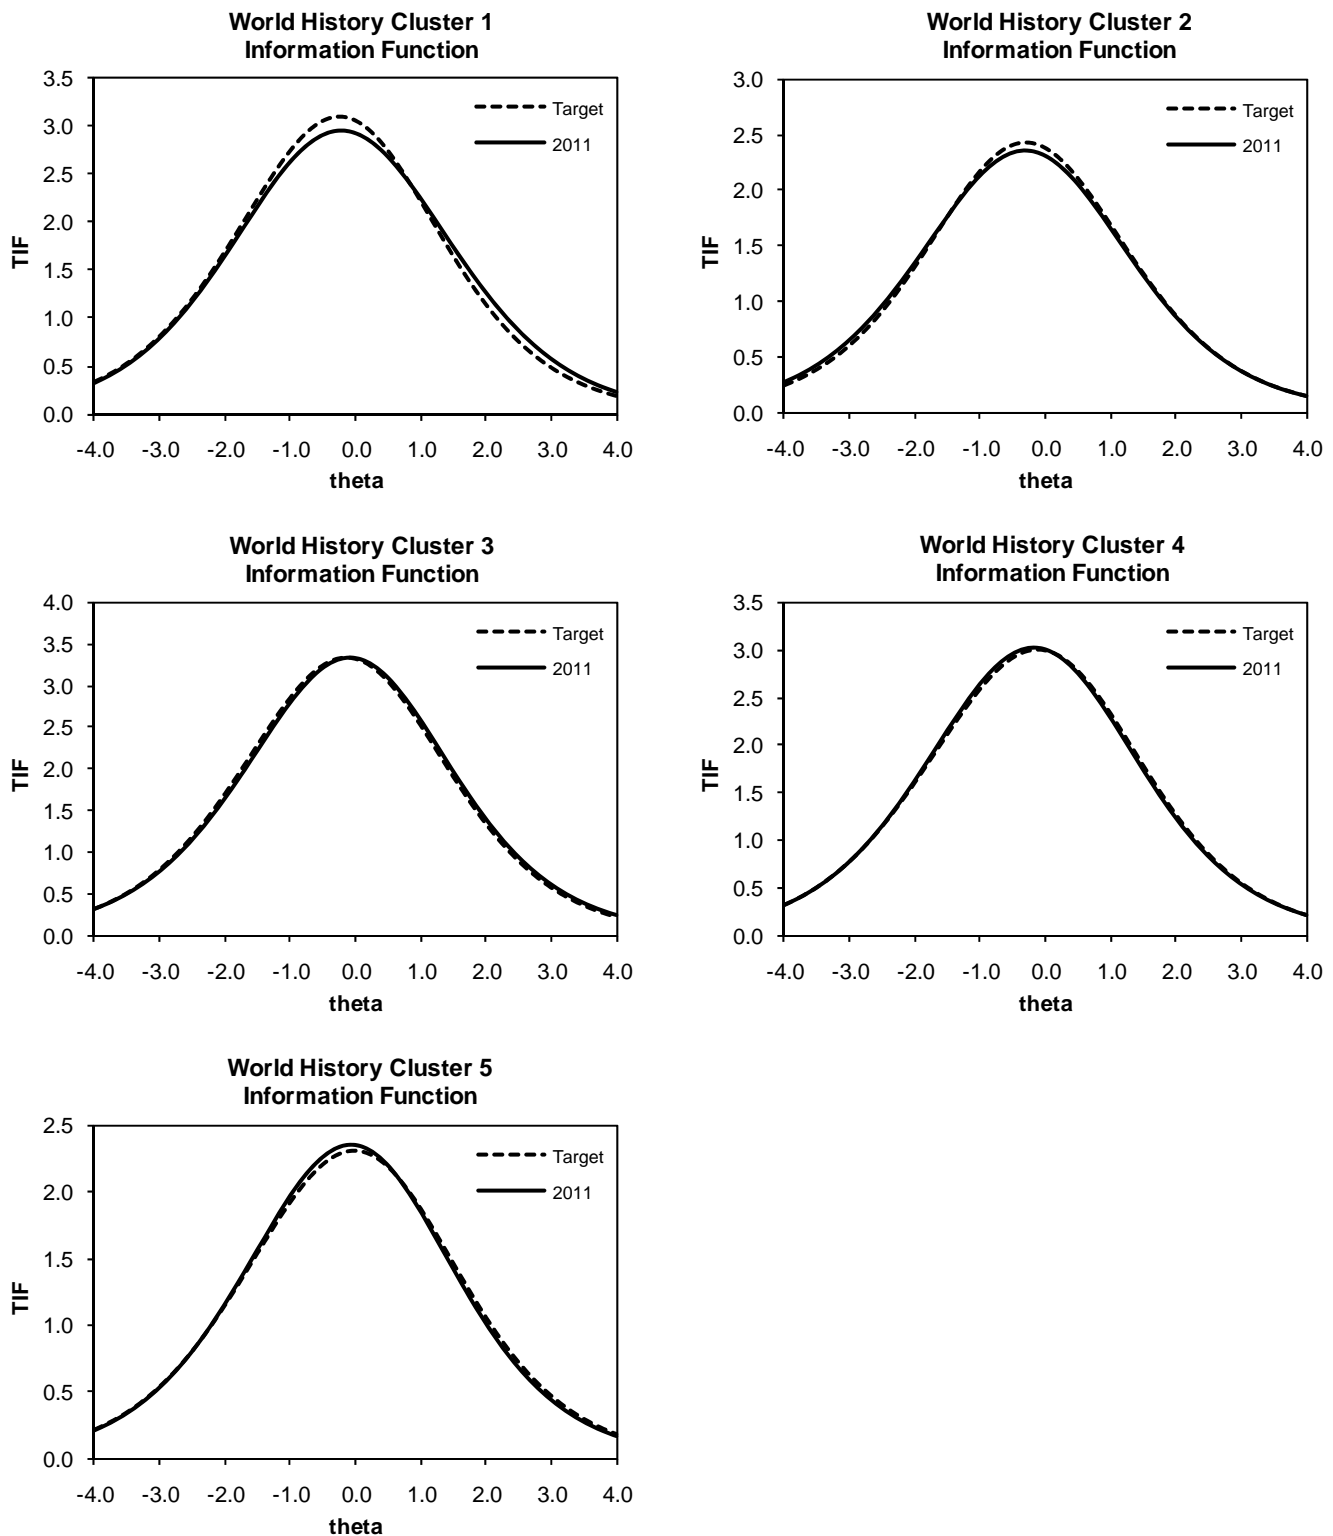 World History Cluster 1
Information Function
3.5
3.0
2.5
2.0
1.5
1.0
0.5
0.0
TIF
Target
2011
-4.0 -3.0 -2.0 -1.0 0.0 1.0 2.0 3.0 4.0
theta
World History Cluster 2
Information Function
3.0
2.5
2.0
1.5
1.0
0.5
0.0
TIF
Target
2011
-4.0 -3.0 -2.0 -1.0 0.0 1.0 2.0 3.0 4.0
theta
World History Cluster 3
Information Function
4.0
3.5
3.0
2.5
2.0
1.5
1.0
0.5
0.0
TIF
Target
2011
-4.0 -3.0 -2.0 -1.0 0.0 1.0 2.0 3.0 4.0
theta
World History Cluster 4
Information Function
3.5
3.0
2.5
2.0
1.5
1.0
0.5
0.0
TIF
Target
2011
-4.0 -3.0 -2.0 -1.0 0.0 1.0 2.0 3.0 4.0
theta
World History Cluster 5
Information Function
2.5
2.0
1.5
1.0
0.5
0.0
TIF
Target
2011
-4.0 -3.0 -2.0 -1.0 0.0 1.0 2.0 3.0 4.0
theta